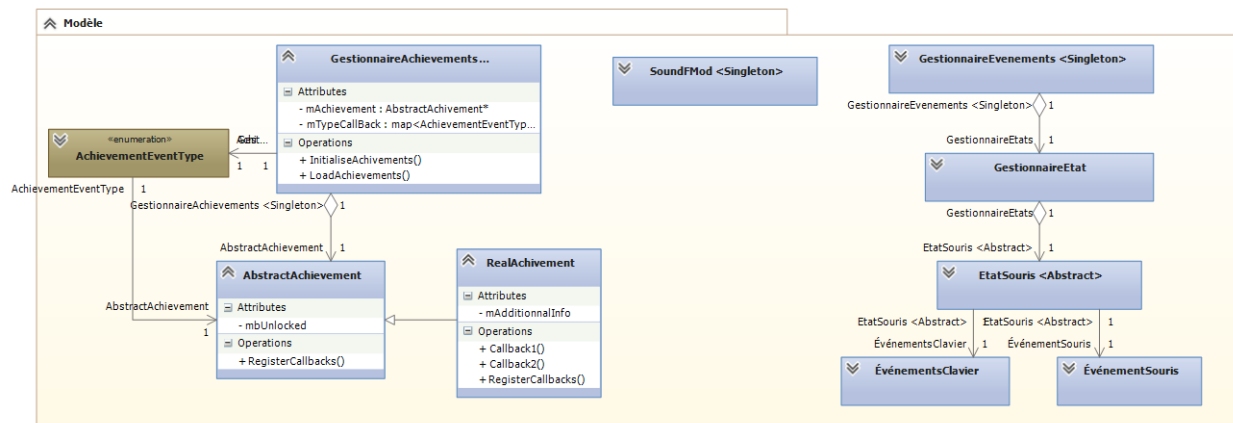 Modèle
GestionnaireAchievements...
Attributes
- mAchievement : AbstractAchivement*
- mTypeCallBack : map<AchievementEventTyp...
Operations
+ InitialiseAchivements()
+ LoadAchievements()
«enumeration»
AchievementEventType
1 1
AchievementEventType 1
GestionnaireAchievements <Singleton> 1
AbstractAchievement 1
AbstractAchievement
1
AbstractAchievement
Attributes
- mbUnlocked
Operations
+ RegisterCallbacks()
RealAchivement
Attributes
- mAdditionnalInfo
Operations
+ Callback1()
+ Callback2()
+ RegisterCallbacks()
SoundFMod <Singleton>
GestionnaireEvenements <Singleton>
GestionnaireEvenements <Singleton> 1
GestionnaireEtats 1
GestionnaireEtat
GestionnaireEtats 1
EtatSouris <Abstract> 1
EtatSouris <Abstract>
EtatSouris <Abstract> EtatSouris <Abstract> 1
ÉvénementsClavier 1 ÉvénementSouris 1
ÉvénementsClavier
ÉvénementSouris